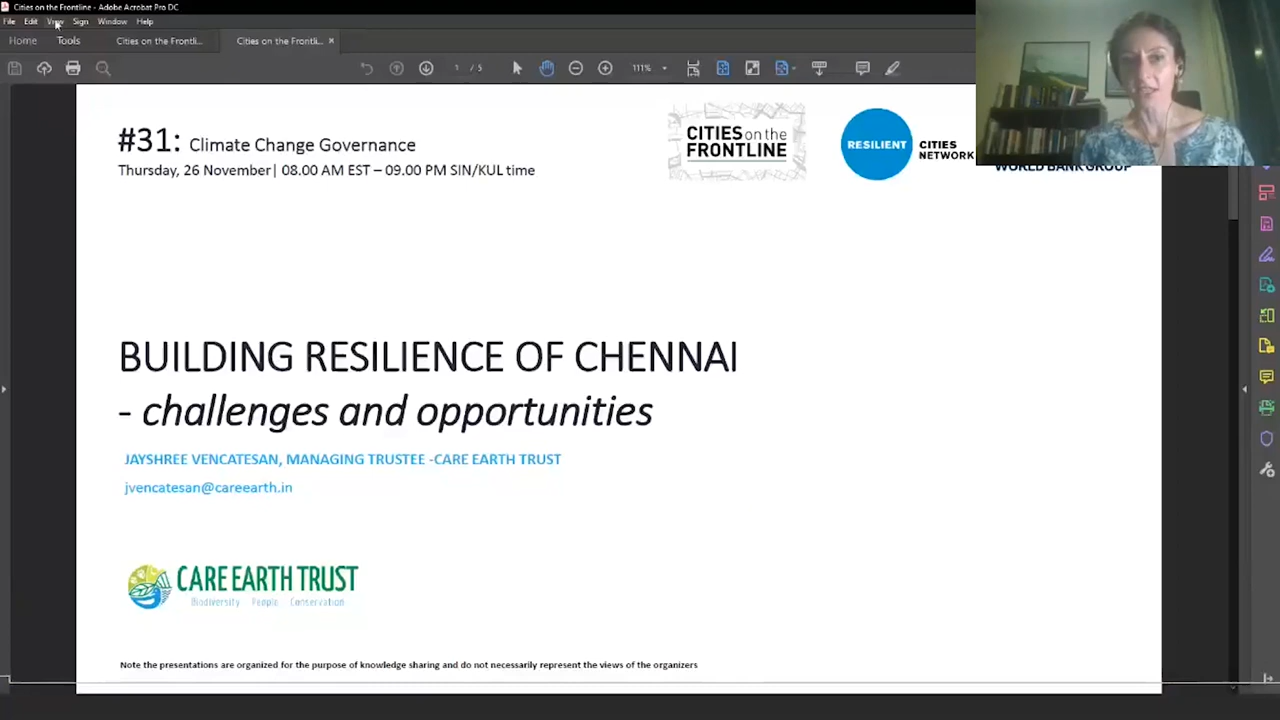 Cities on the Frontline - Adobe Acrobat Pro DC
File Edit View Sign Window Help
Home Tools Cities on the Frontli... Cities on the Frontli... ×
1 / 5 111%
#31: Climate Change Governance
Thursday, 26 November| 08.00 AM EST – 09.00 PM SIN/KUL time
CITIES on the
FRONTLINE
RESILIENT CITIES
NETWORK
WORLD BANK GROUP
BUILDING RESILIENCE OF CHENNAI
- challenges and opportunities
JAYSHREE VENCATESAN, MANAGING TRUSTEE -CARE EARTH TRUST
jvencatesan@careearth.in
CARE EARTH TRUST
Biodiversity People Conservation
Note the presentations are organized for the purpose of knowledge sharing and do not necessarily represent the views of the organizers